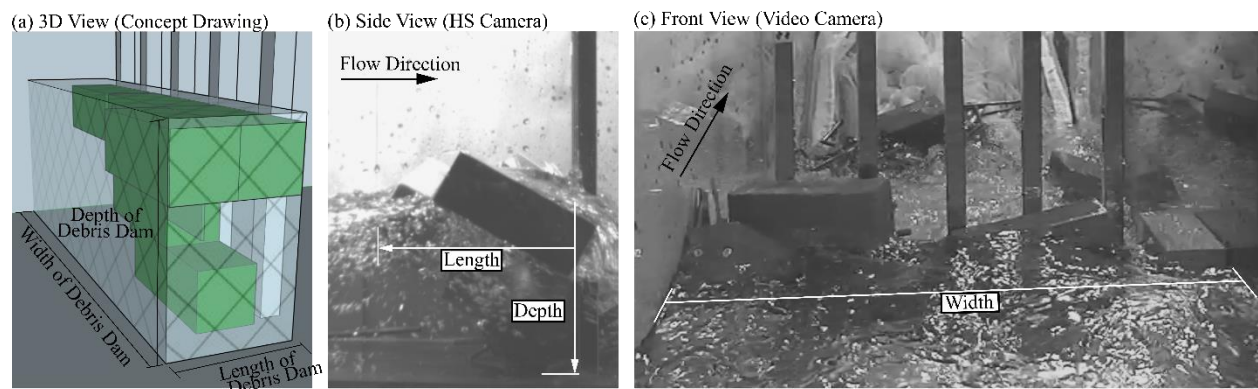 (a) 3D View (Concept Drawing)
Depth of
Debris Dam
Width of Debris Dam
Length of
Debris Dam
(b) Side View (HS Camera)
Flow Direction
Length
Depth
(c) Front View (Video Camera)
Flow Direction
Width